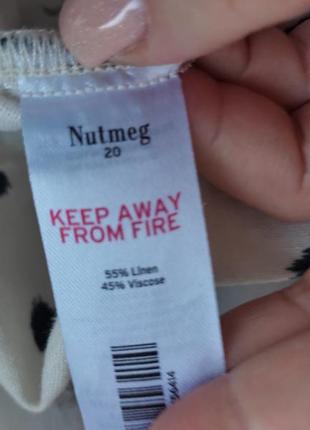 Nutmeg
20
KEEP AWAY
FROM FIRE
55% Linen
45% Viscose